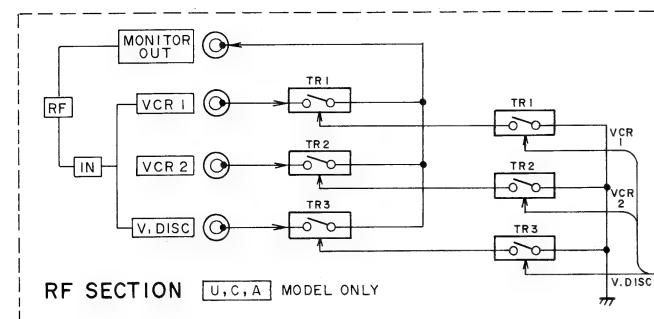 MONITOR
OUT
RF
VCR 1
TR1
TR1
VCR
1
IN
VCR 2
TR2
TR2
VCR
2
V. DISC
TR3
TR3
V. DISC
RF SECTION U, C, A MODEL ONLY